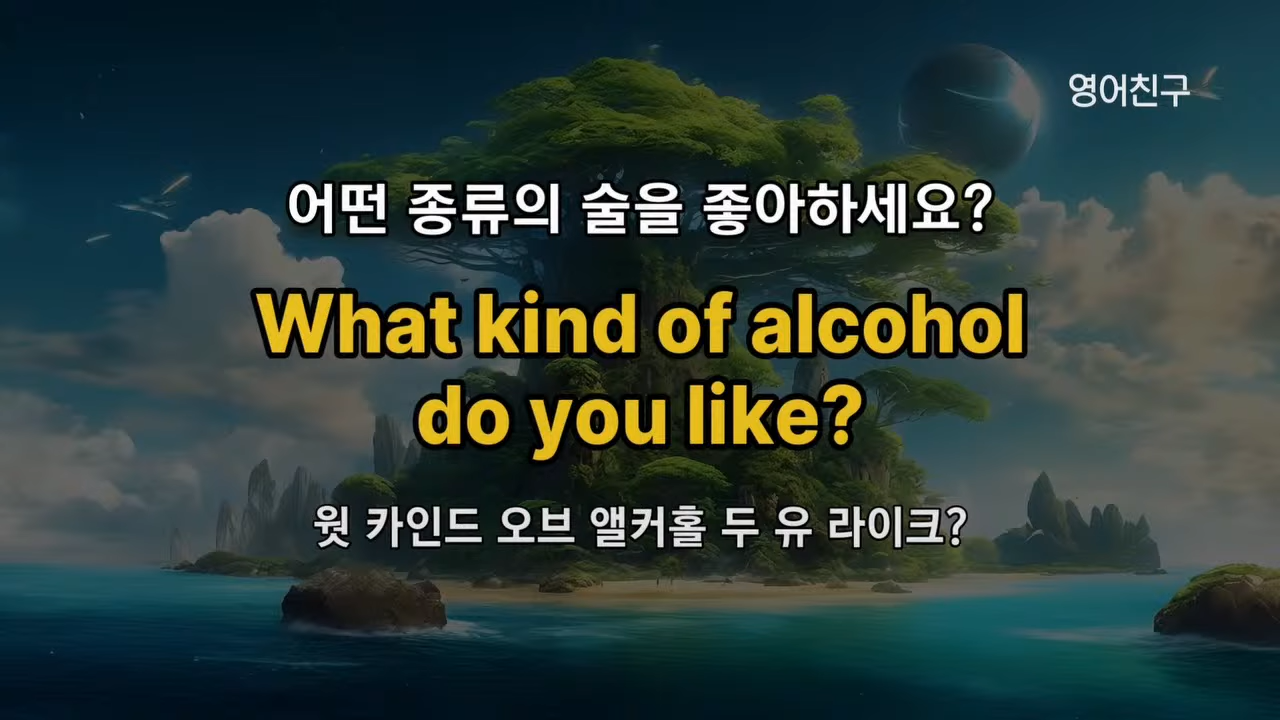 영어친구
어떤 종류의 술을 좋아하세요?
What kind of alcohol
do you like?
웟 카인드 오브 앨커홀 두 유 라이크?